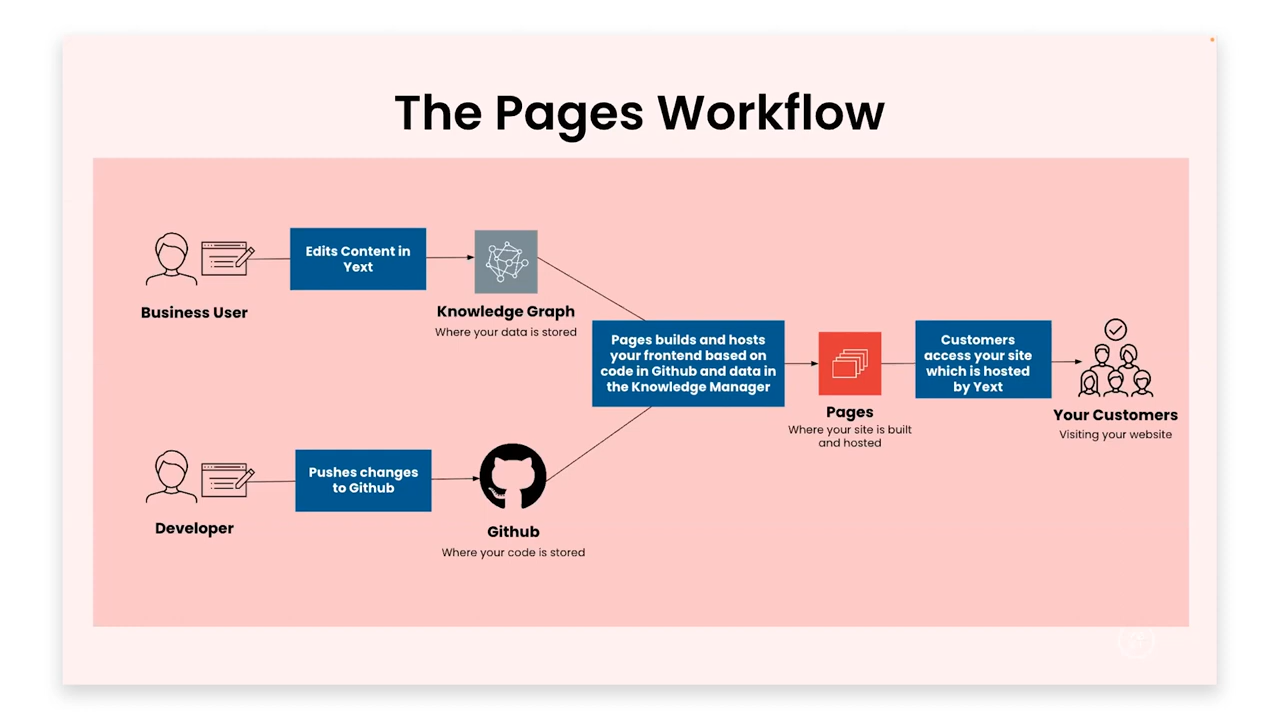 The Pages Workflow
Edits Content in
Yext
Business User
Knowledge Graph
Where your data is stored
Pages builds and hosts
your frontend based on
code in Github and data in
the Knowledge Manager
Pages
Where your site is built
and hosted
Customers
access your site
which is hosted
by Yext
Your Customers
Visiting your website
Pushes changes
to Github
Developer
Github
Where your code is stored